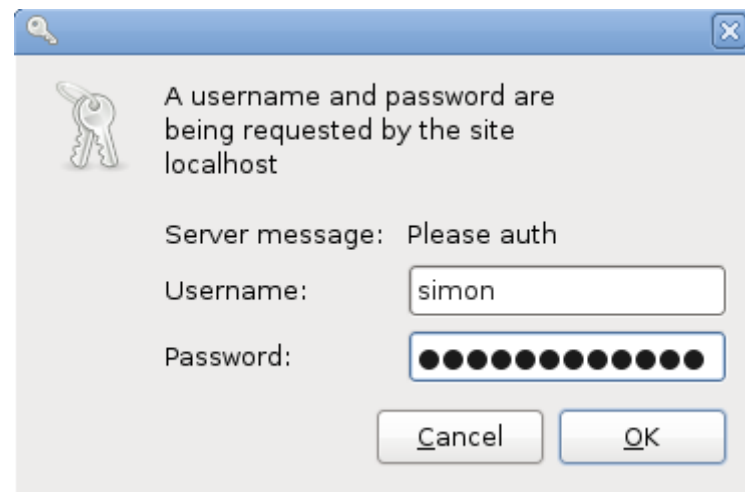 A username and password are
being requested by the site
localhost
Server message: Please auth
Username: simon
Password: ●●●●●●●●●●●●
Cancel OK